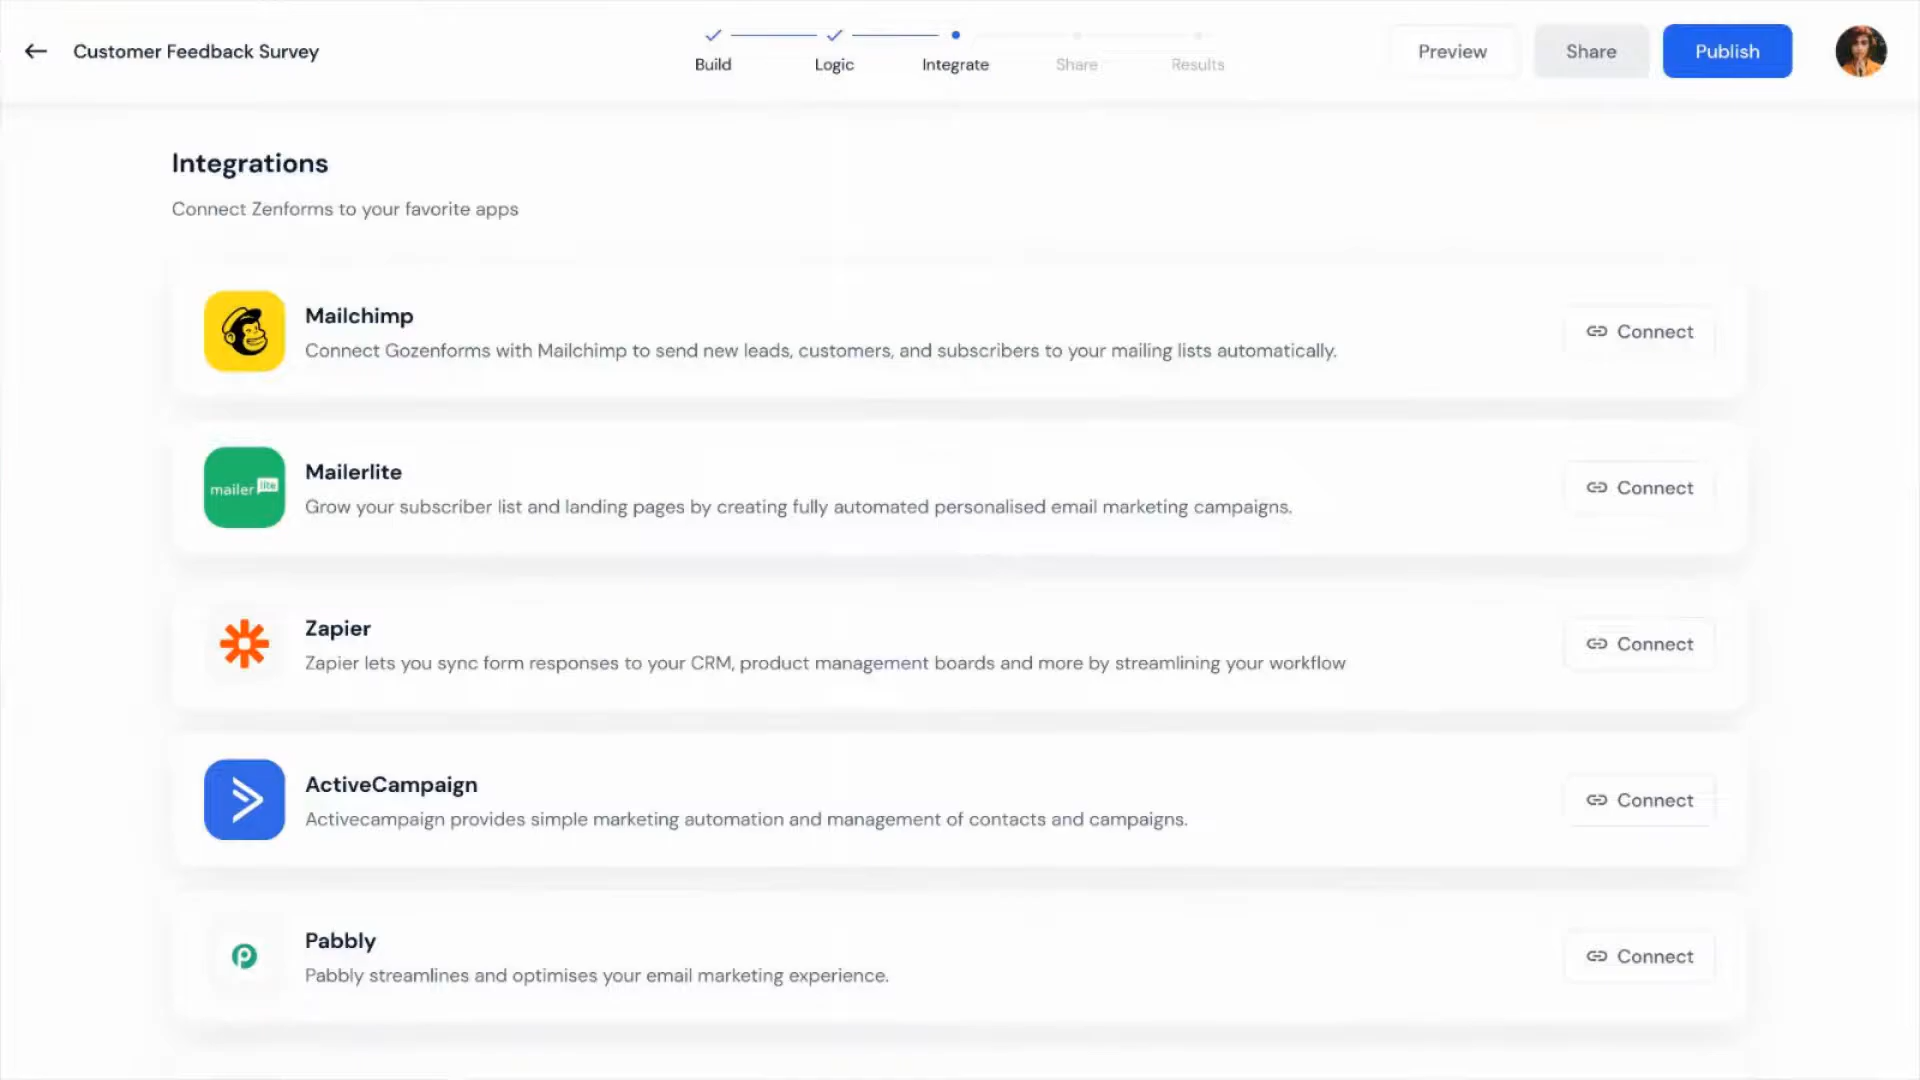 Customer Feedback Survey
Build
Logic
Integrate
Share
Results
Preview
Share
Publish
Integrations
Connect Zenforms to your favorite apps
Mailchimp
Connect Gozenforms with Mailchimp to send new leads, customers, and subscribers to your mailing lists automatically.
Connect
mailer lite
Mailerlite
Grow your subscriber list and landing pages by creating fully automated personalised email marketing campaigns.
Connect
Zapier
Zapier lets you sync form responses to your CRM, product management boards and more by streamlining your workflow
Connect
ActiveCampaign
Activecampaign provides simple marketing automation and management of contacts and campaigns.
Connect
Pabbly
Pabbly streamlines and optimises your email marketing experience.
Connect